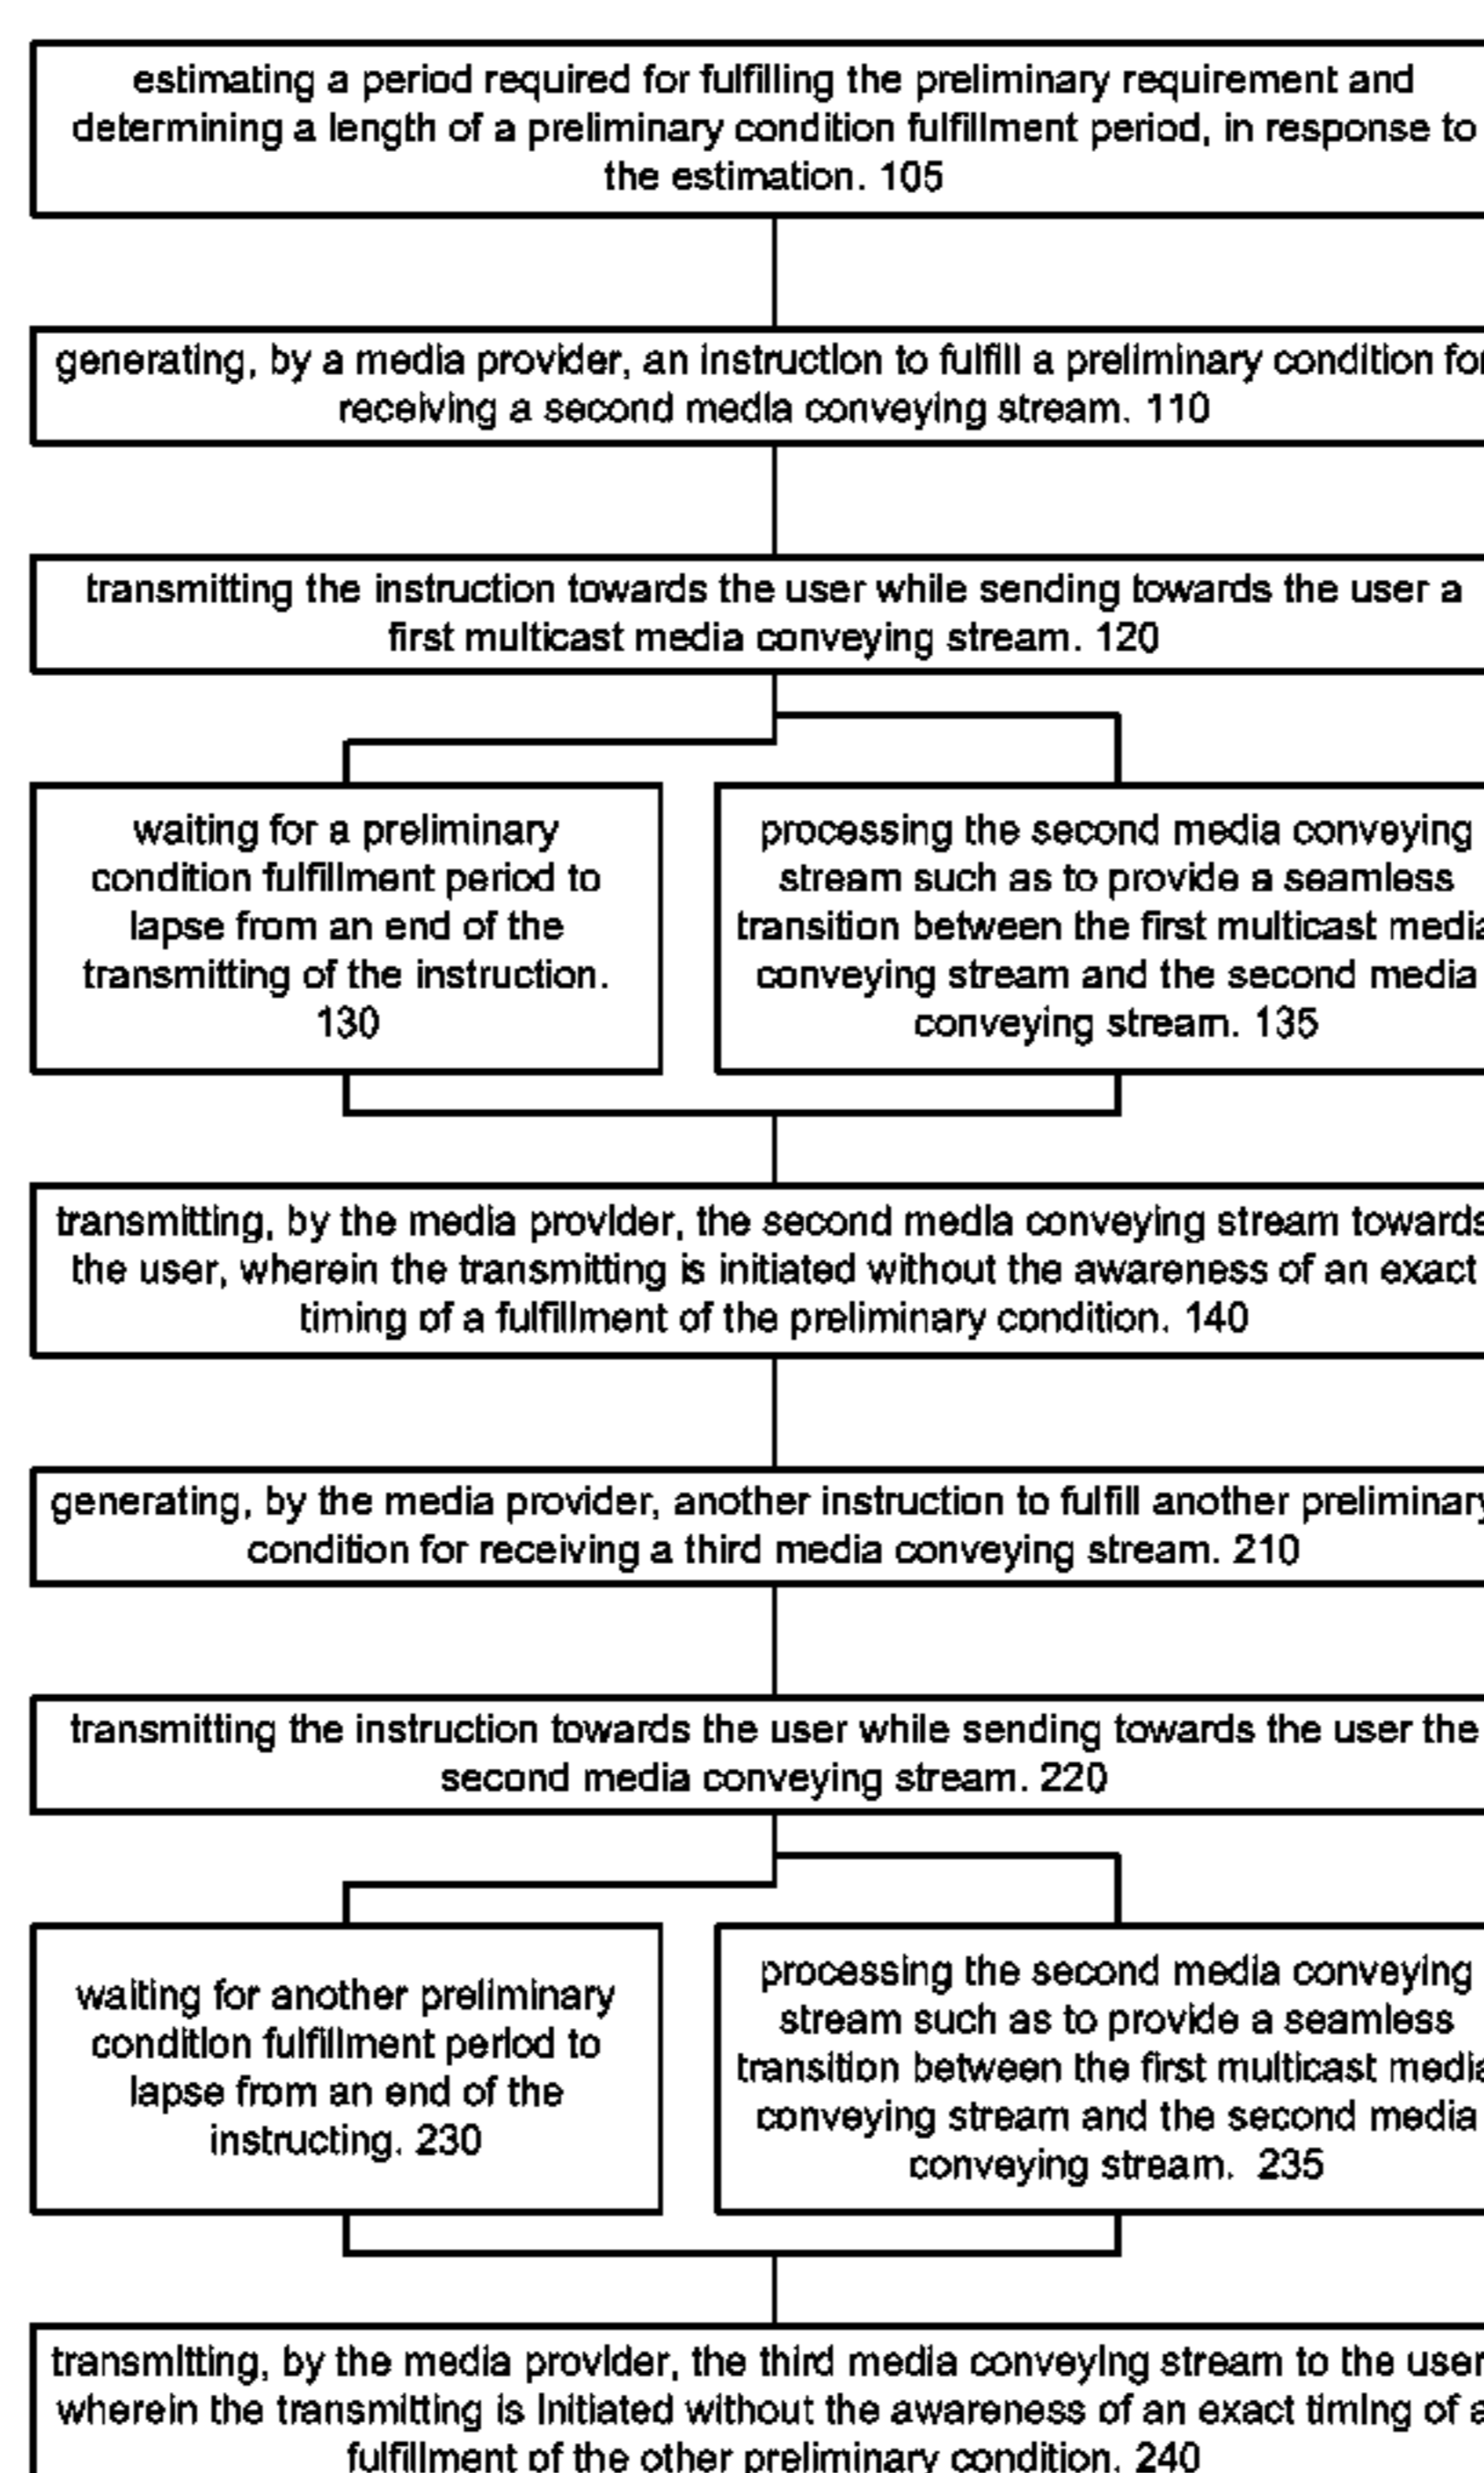 estimating a period required for fulfilling the preliminary requirement and
determining a length of a preliminary condition fulfillment period, in response to
the estimation. 105
generating, by a media provider, an instruction to fulfill a preliminary condition for
receiving a second media conveying stream. 110
transmitting the instruction towards the user while sending towards the user a
first multicast media conveying stream. 120
waiting for a preliminary
condition fulfillment period to
lapse from an end of the
transmitting of the instruction.
130
processing the second media conveying
stream such as to provide a seamless
transition between the first multicast media
conveying stream and the second media
conveying stream. 135
transmitting, by the media provider, the second media conveying stream towards
the user, wherein the transmitting is initiated without the awareness of an exact
timing of a fulfillment of the preliminary condition. 140
generating, by the media provider, another instruction to fulfill another preliminary
condition for receiving a third media conveying stream. 210
transmitting the instruction towards the user while sending towards the user the
second media conveying stream. 220
waiting for another preliminary
condition fulfillment period to
lapse from an end of the
instructing. 230
processing the second media conveying
stream such as to provide a seamless
transition between the first multicast media
conveying stream and the second media
conveying stream. 235
transmitting, by the media provider, the third media conveying stream to the user
wherein the transmitting is initiated without the awareness of an exact timing of a
fulfillment of the other preliminary condition. 240